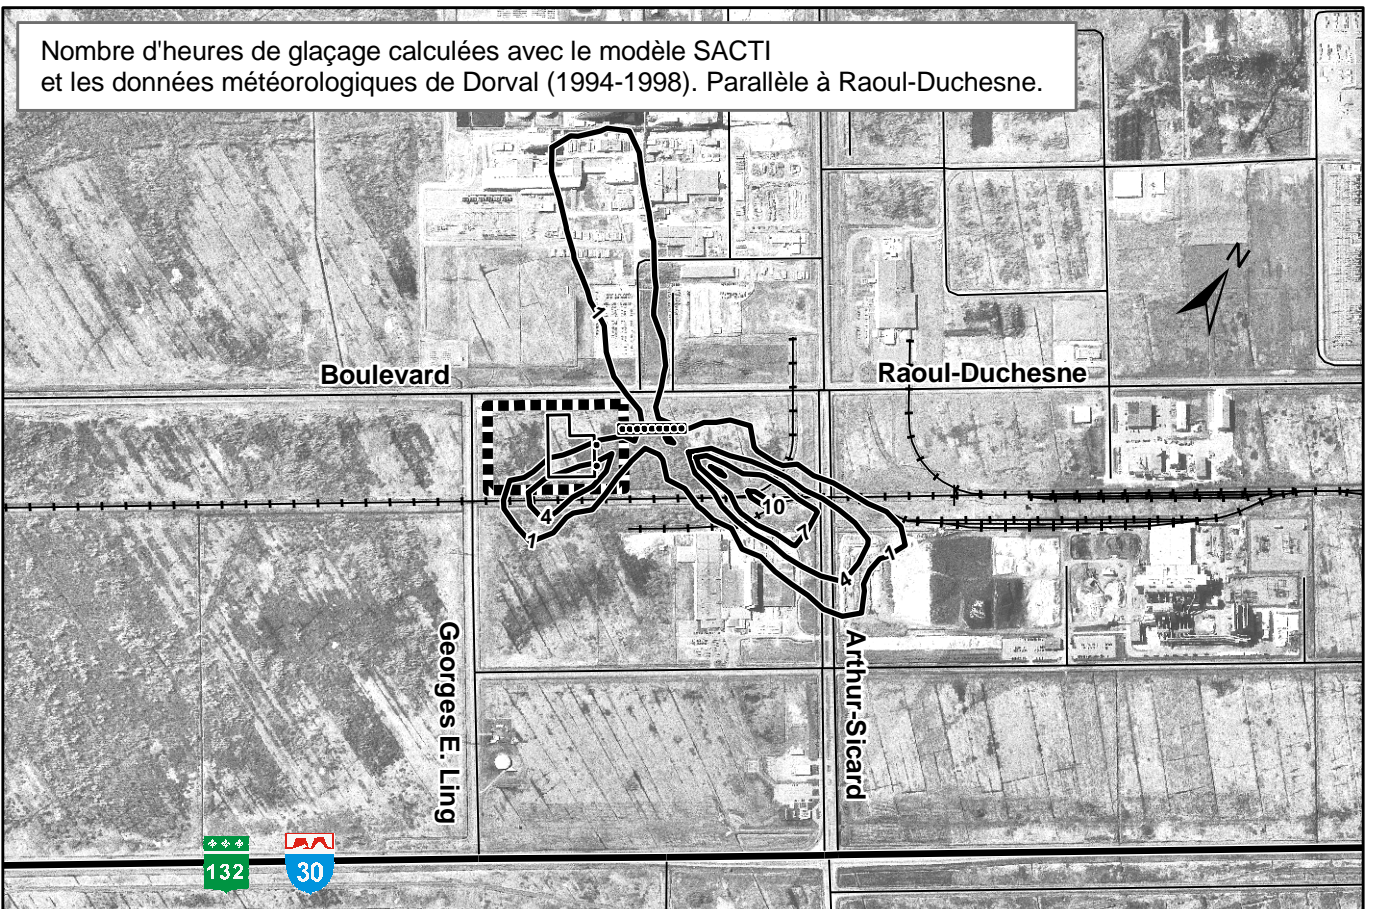 Nombre d'heures de glaçage calculées avec le modèle SACTI
et les données météorologiques de Dorval (1994-1998). Parallèle à Raoul-Duchesne.
N
1
Boulevard
Raoul-Duchesne
10
4
7
1
1
4
Georges E. Ling
Arthur-Sicard
132
30